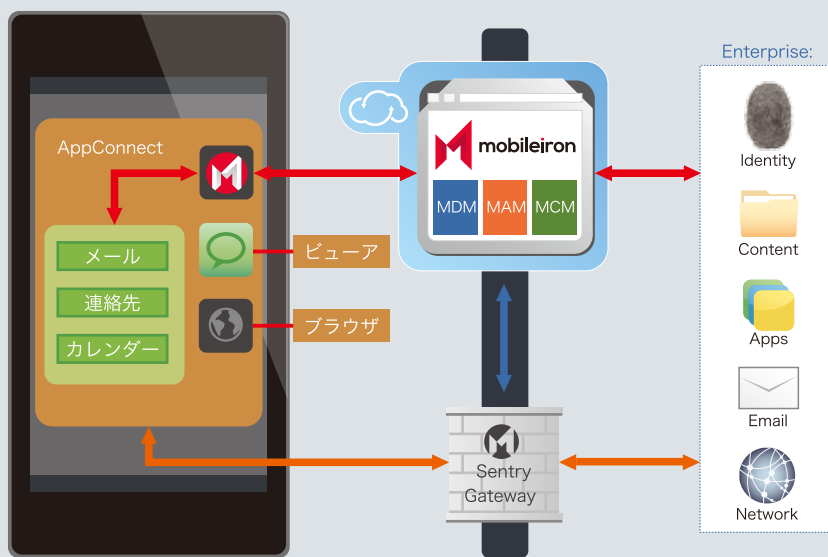 AppConnect
メール
連絡先
カレンダー
ビューア
ブラウザ
mobileiron
MDM
MAM
MCM
Sentry
Gateway
Enterprise:
Identity
Content
Apps
Email
Network